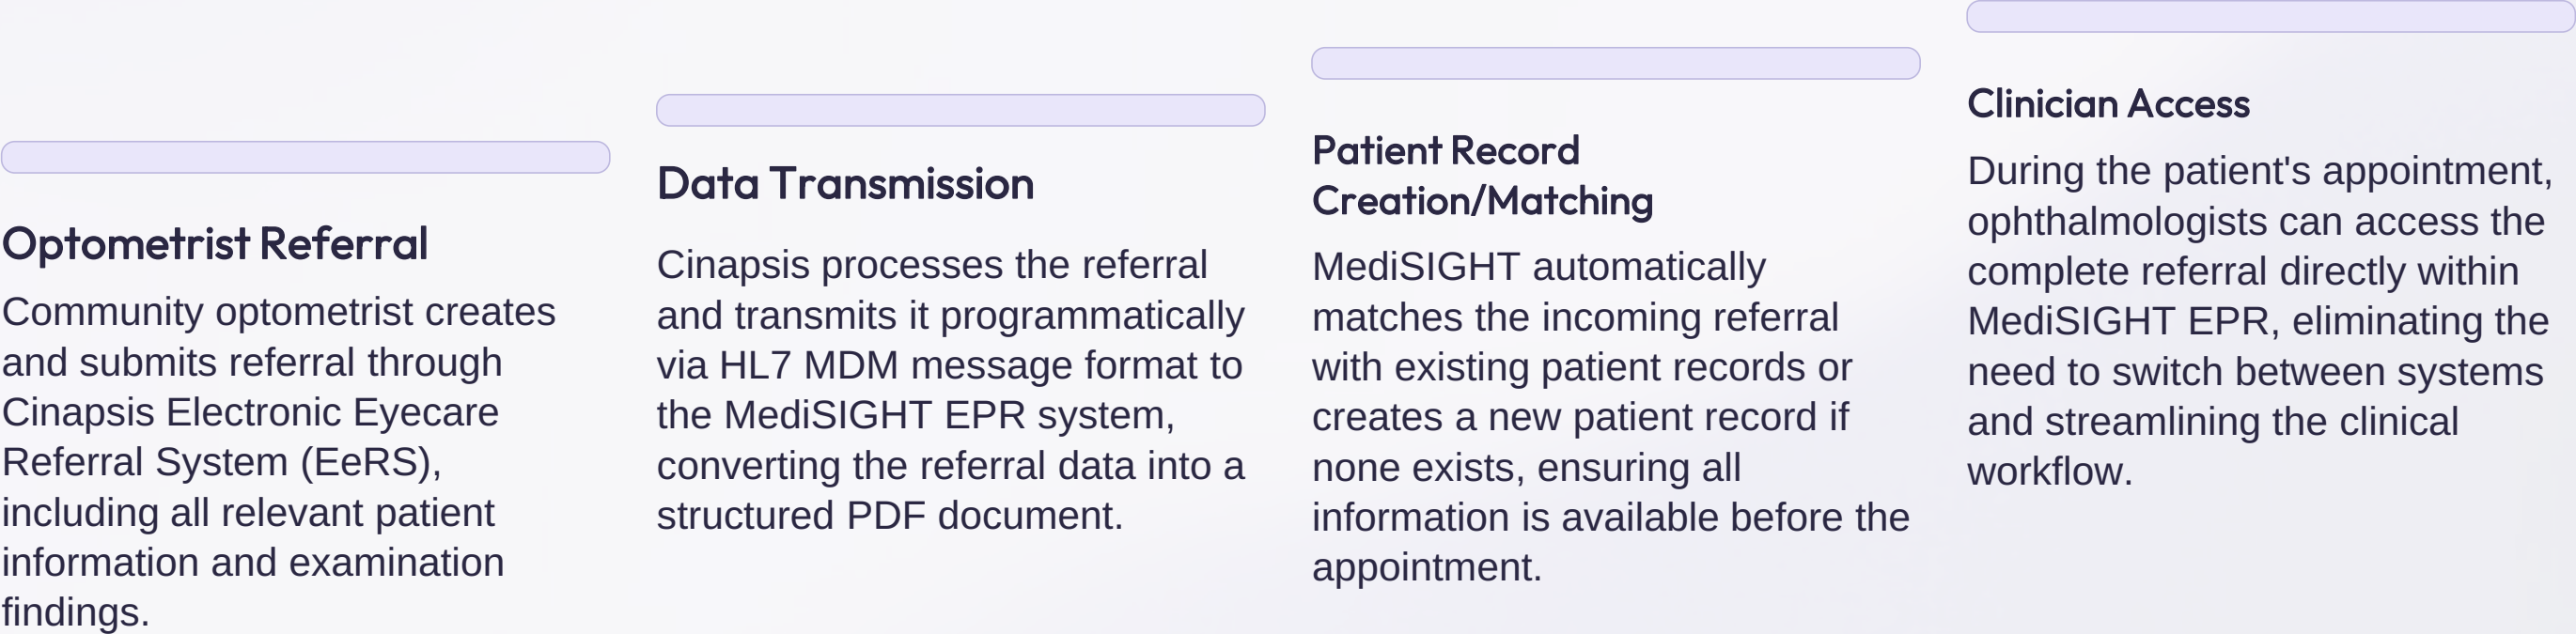 Optometrist Referral
Community optometrist creates
and submits referral through
Cinapsis Electronic Eyecare
Referral System (EeRS),
including all relevant patient
information and examination
findings.
Data Transmission
Cinapsis processes the referral
and transmits it programmatically
via HL7 MDM message format to
the MediSIGHT EPR system,
converting the referral data into a
structured PDF document.
Patient Record
Creation/Matching
MediSIGHT automatically
matches the incoming referral
with existing patient records or
creates a new patient record if
none exists, ensuring all
information is available before the
appointment.
Clinician Access
During the patient's appointment,
ophthalmologists can access the
complete referral directly within
MediSIGHT EPR, eliminating the
need to switch between systems
and streamlining the clinical
workflow.